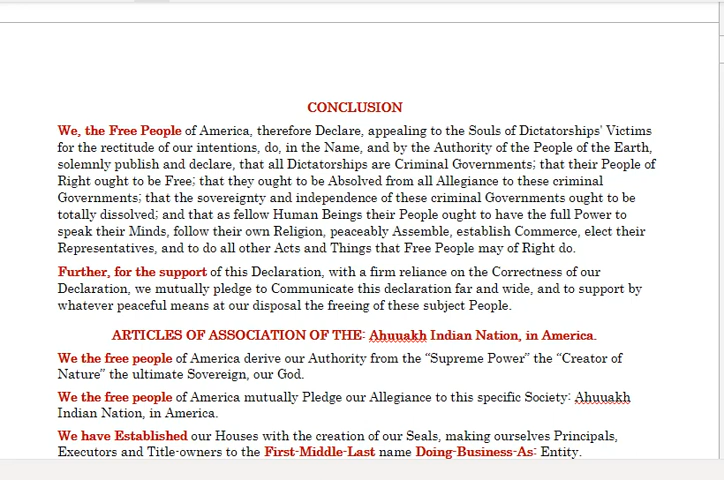 CONCLUSION
We, the Free People of America, therefore Declare, appealing to the Souls of Dictatorships' Victims
for the rectitude of our intentions, do, in the Name, and by the Authority of the People of the Earth,
solemnly publish and declare, that all Dictatorships are Criminal Governments; that their People of
Right ought to be Free; that they ought to be Absolved from all Allegiance to these criminal
Governments; that the sovereignty and independence of these criminal Governments ought to be
totally dissolved; and that as fellow Human Beings their People ought to have the full Power to
speak their Minds, follow their own Religion, peaceably Assemble, establish Commerce, elect their
Representatives, and to do all other Acts and Things that Free People may of Right do.
Further, for the support of this Declaration, with a firm reliance on the Correctness of our
Declaration, we mutually pledge to Communicate this declaration far and wide, and to support by
whatever peaceful means at our disposal the freeing of these subject People.
ARTICLES OF ASSOCIATION OF THE: Ahuuakh Indian Nation, in America.
We the free people of America derive our Authority from the “Supreme Power” the “Creator of
Nature” the ultimate Sovereign, our God.
We the free people of America mutually Pledge our Allegiance to this specific Society: Ahuuakh
Indian Nation, in America.
We have Established our Houses with the creation of our Seals, making ourselves Principals,
Executors and Title-owners to the First-Middle-Last name Doing-Business-As: Entity.